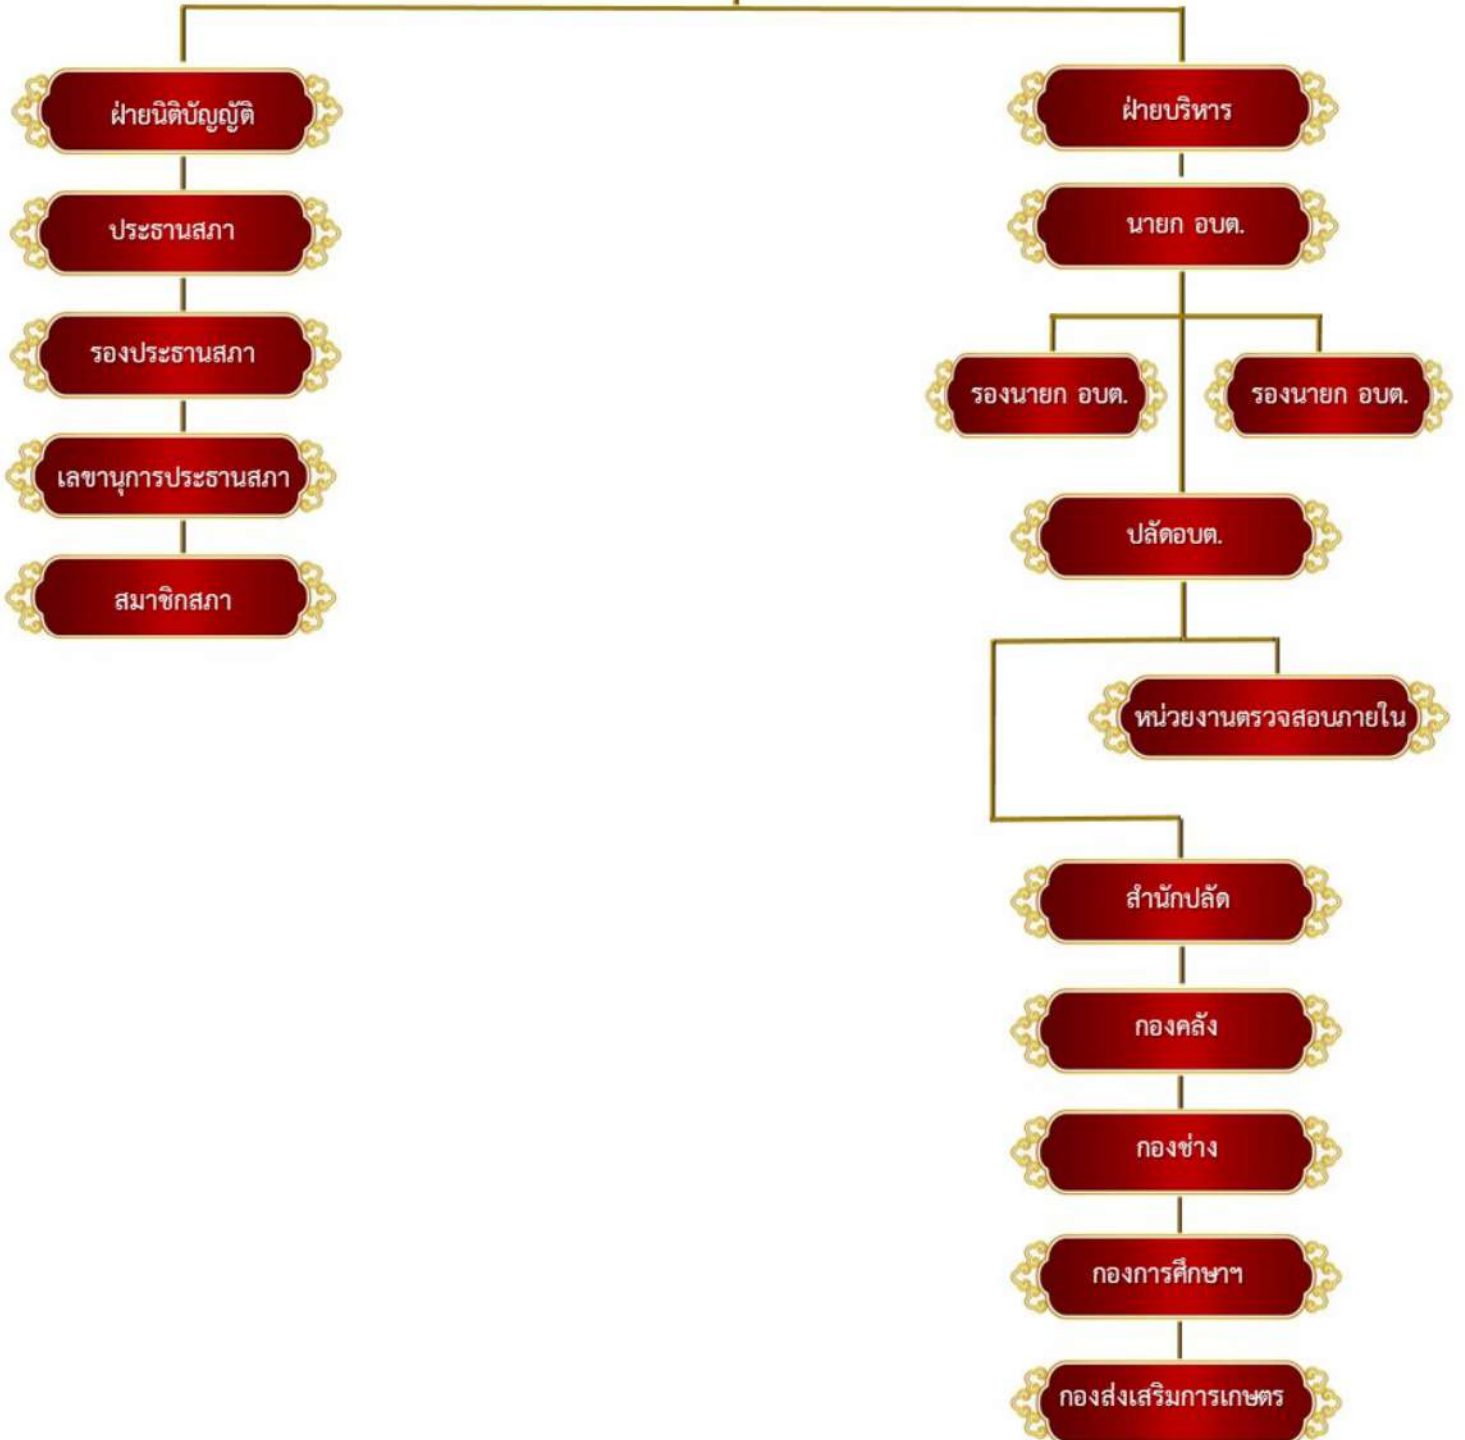 ฝ่ายนิติบัญญัติ
ประธานสภา
รองประธานสภา
เลขานุการประธานสภา
สมาชิกสภา
ฝ่ายบริหาร
นายก อบต.
รองนายก อบต.
รองนายก อบต.
ปลัดอบต.
หน่วยงานตรวจสอบภายใน
สำนักปลัด
กองคลัง
กองช่าง
กองการศึกษาฯ
กองส่งเสริมการเกษตร